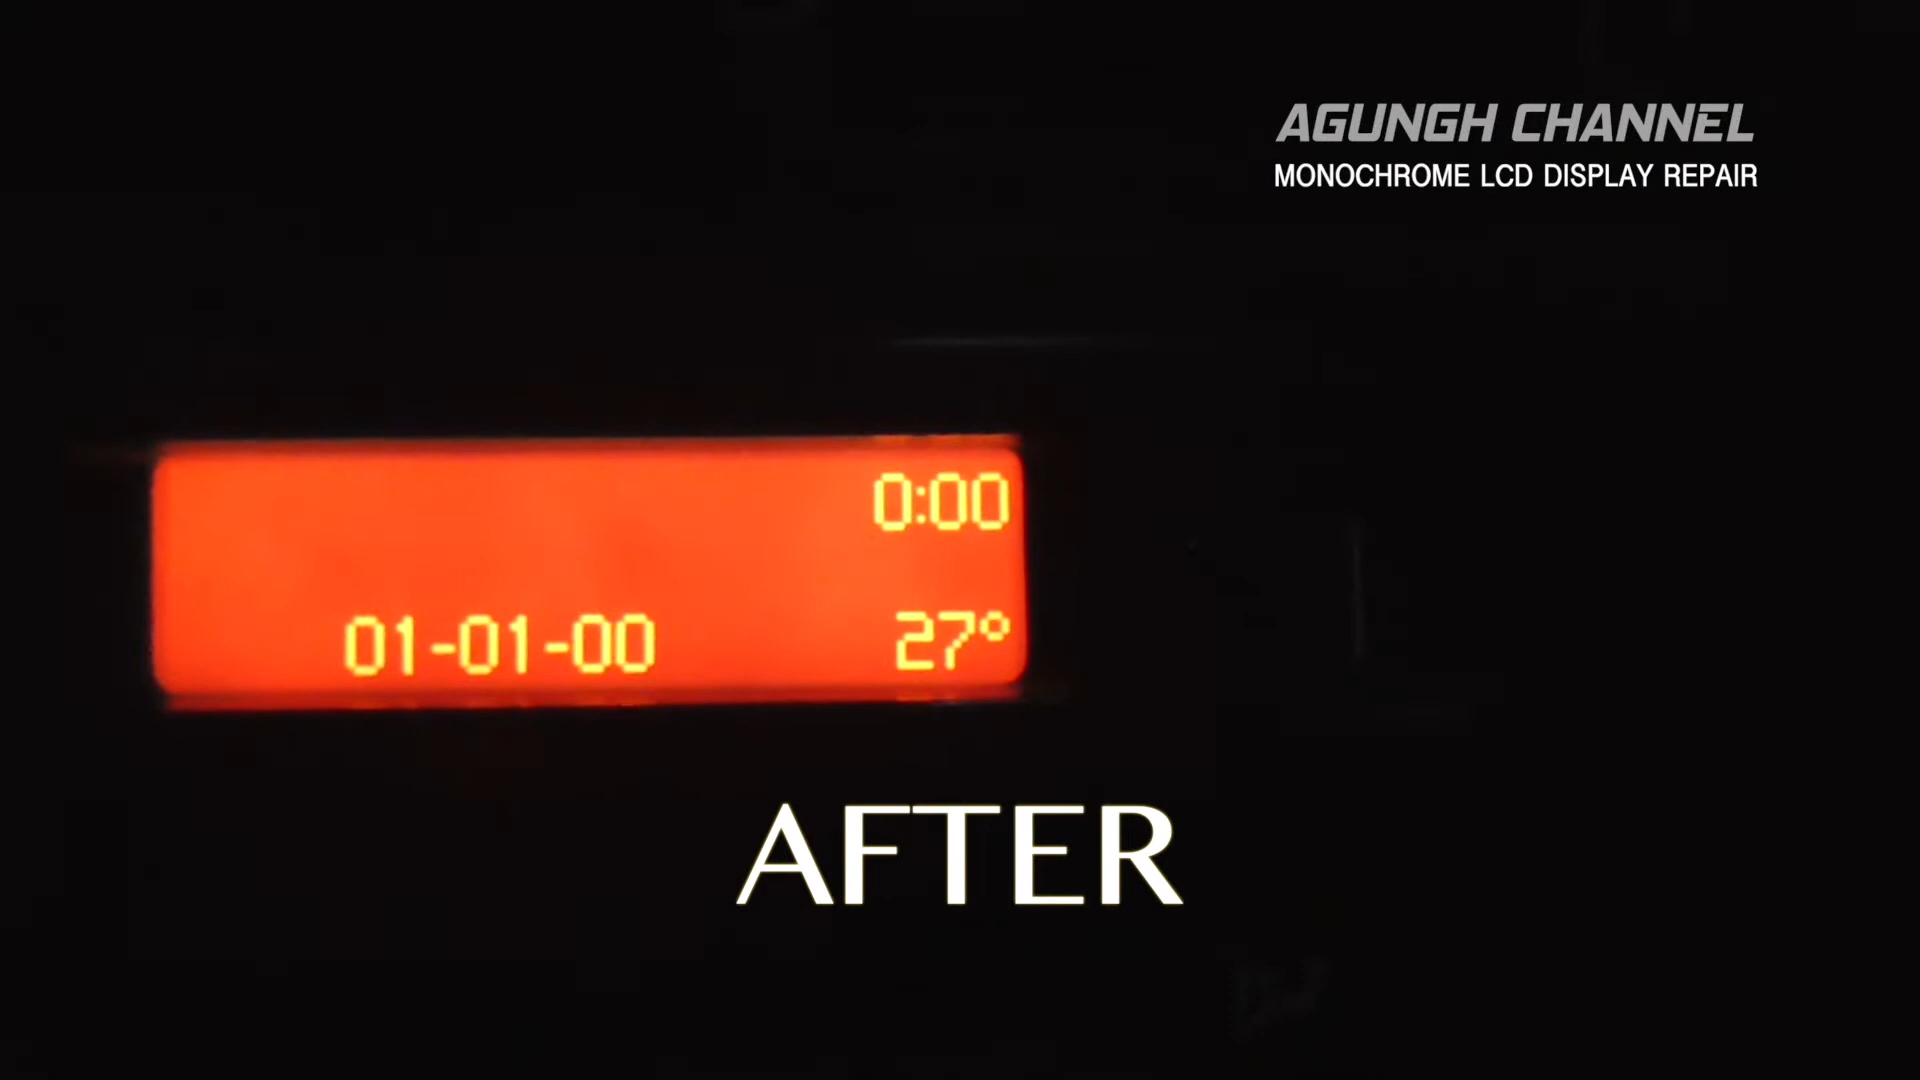 AGUNGH CHANNEL
MONOCHROME LCD DISPLAY REPAIR
0:00
01-01-00 27°
AFTER